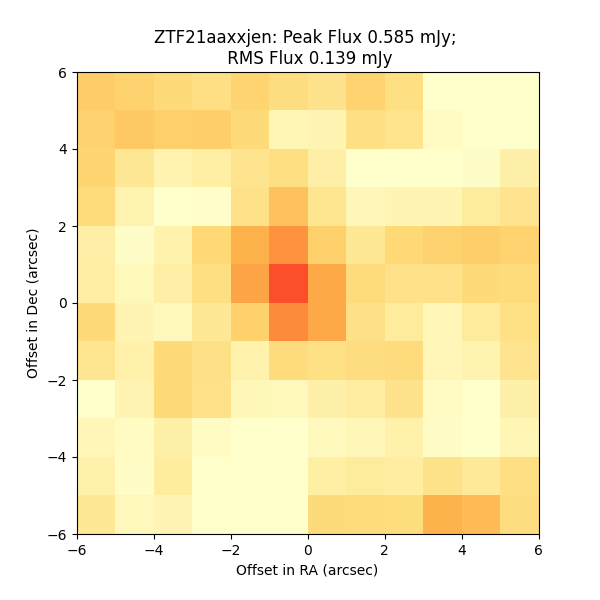 ZTF21aaxxjen: Peak Flux 0.585 mJy;
RMS Flux 0.139 mJy
6
4
2
0
−2
−4
−6
Offset in Dec (arcsec)
−6 −4 −2 0 2 4 6
Offset in RA (arcsec)